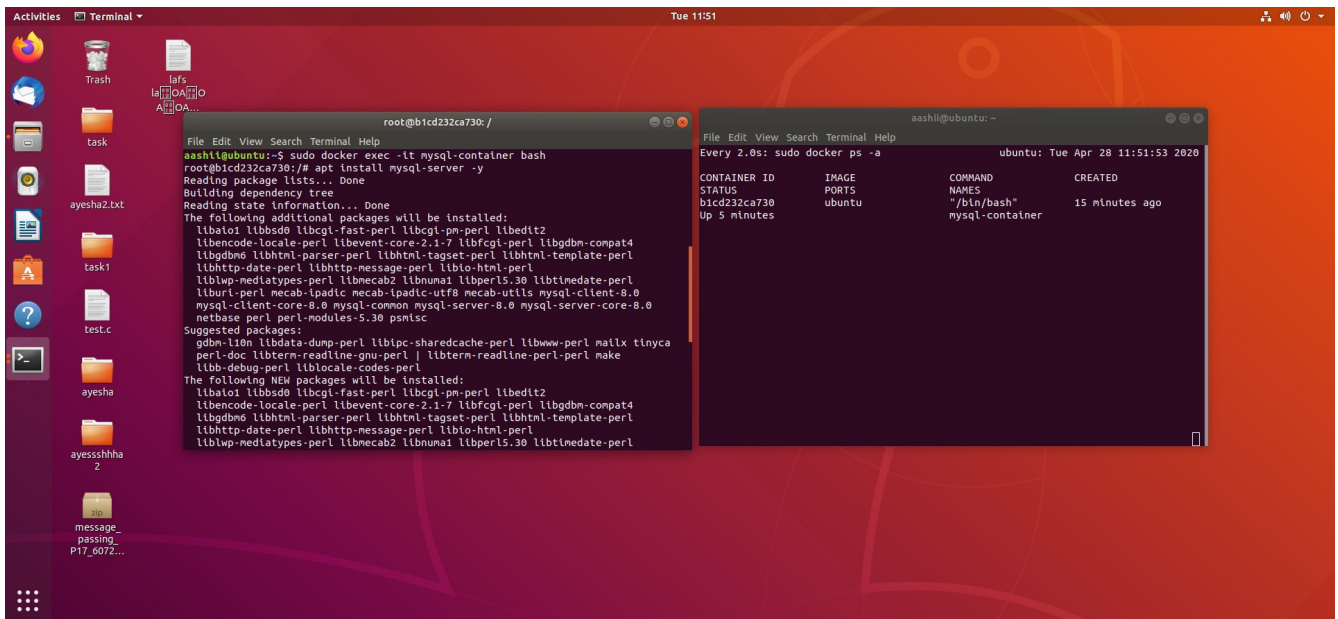 Activities Terminal Tue 11:51
Trash
lafs
task
ayesha2.txt
task1
test.c
ayesha
ayessshhha
2
zip
message_
passing_
P17_6072...
root@b1cd232ca730: /
File Edit View Search Terminal Help
aashii@ubuntu:~$ sudo docker exec -it mysql-container bash
root@b1cd232ca730:/# apt install mysql-server -y
Reading package lists... Done
Building dependency tree
Reading state information... Done
The following additional packages will be installed:
libaio1 libbsd0 libcgi-fast-perl libcgi-pm-perl libedit2
libencode-locale-perl libevent-core-2.1-7 libfcgi-perl libgdbm-compat4
libgdbm6 libhtml-parser-perl libhtml-tagset-perl libhtml-template-perl
libhttp-date-perl libhttp-message-perl libio-html-perl
liblwp-mediatypes-perl libmecab2 libnuma1 libperl5.30 libtimedate-perl
liburi-perl mecab-ipadic mecab-ipadic-utf8 mecab-utils mysql-client-8.0
mysql-client-core-8.0 mysql-common mysql-server-8.0 mysql-server-core-8.0
netbase perl perl-modules-5.30 psmisc
Suggested packages:
gdbm-l10n libdata-dump-perl libipc-sharedcache-perl libwww-perl mailx tinyca
perl-doc libterm-readline-gnu-perl | libterm-readline-perl-perl make
libb-debug-perl liblocale-codes-perl
The following NEW packages will be installed:
libaio1 libbsd0 libcgi-fast-perl libcgi-pm-perl libedit2
libencode-locale-perl libevent-core-2.1-7 libfcgi-perl libgdbm-compat4
libgdbm6 libhtml-parser-perl libhtml-tagset-perl libhtml-template-perl
libhttp-date-perl libhttp-message-perl libio-html-perl
liblwp-mediatypes-perl libmecab2 libnuma1 libperl5.30 libtimedate-perl
aashii@ubuntu: ~
File Edit View Search Terminal Help
Every 2.0s: sudo docker ps -a ubuntu: Tue Apr 28 11:51:53 2020
CONTAINER ID IMAGE COMMAND CREATED
STATUS PORTS NAMES
b1cd232ca730 ubuntu "/bin/bash" 15 minutes ago
Up 5 minutes mysql-container